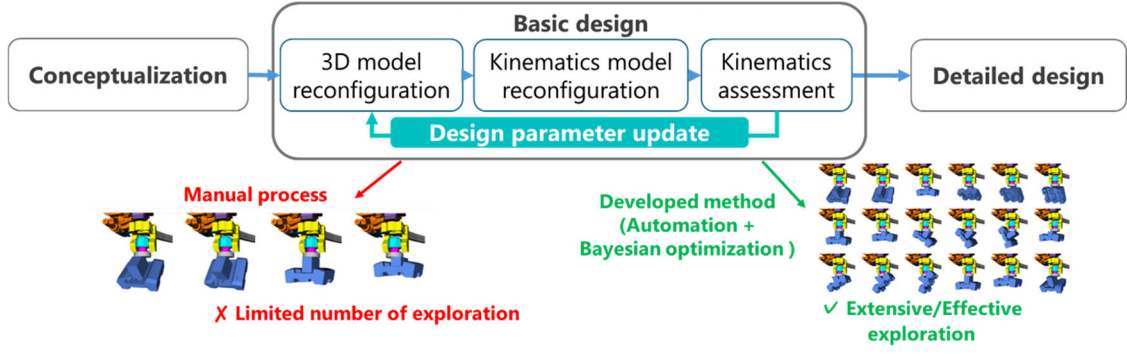 Basic design
Conceptualization
3D model
reconfiguration
Kinematics model
reconfiguration
Kinematics
assessment
Detailed design
Design parameter update
Manual process
✗ Limited number of exploration
Developed method
(Automation +
Bayesian optimization )
✓ Extensive/Effective
exploration